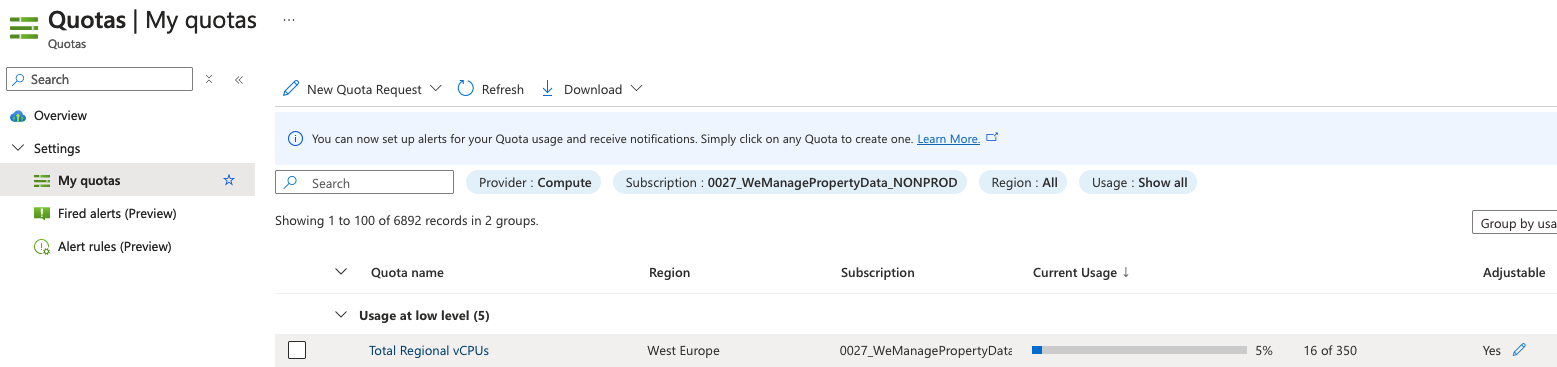 Quotas | My quotas ...
Quotas
Search
Overview
Settings
My quotas
Fired alerts (Preview)
Alert rules (Preview)
New Quota Request Refresh Download
You can now set up alerts for your Quota usage and receive notifications. Simply click on any Quota to create one. Learn More.
Search Provider : Compute Subscription : 0027_WeManagePropertyData_NONPROD Region : All Usage : Show all
Showing 1 to 100 of 6892 records in 2 groups.
Group by usa
Quota name Region Subscription Current Usage ↓ Adjustable
Usage at low level (5)
Total Regional vCPUs West Europe 0027_WeManagePropertyData 5% 16 of 350 Yes